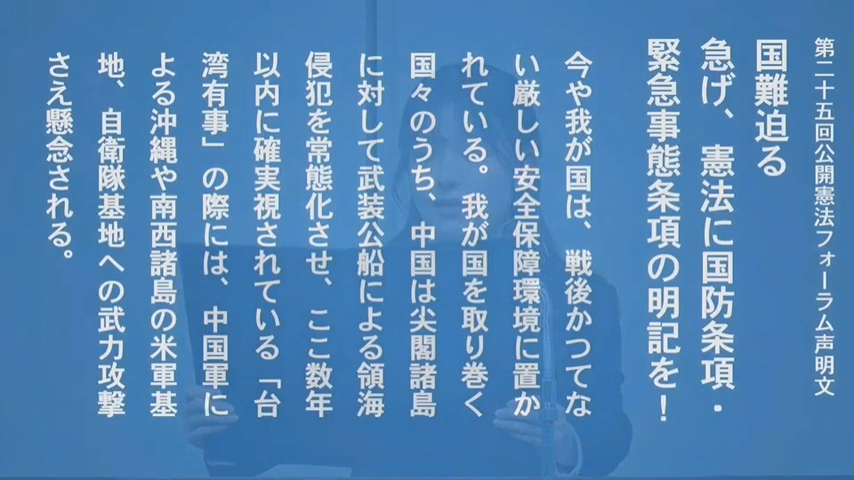 第二十五回公開憲法フォーラム声明文
国難迫る
急げ、憲法に国防条項・
緊急事態条項の明記を！
今や我が国は、戦後かつてな
い厳しい安全保障環境に置か
れている。我が国を取り巻く
国々のうち、中国は尖閣諸島
に対して武装公船による領海
侵犯を常態化させ、ここ数年
以内に確実視されている「台
湾有事」の際には、中国軍に
よる沖縄や南西諸島の米軍基
地、自衛隊基地への武力攻撃
さえ懸念される。